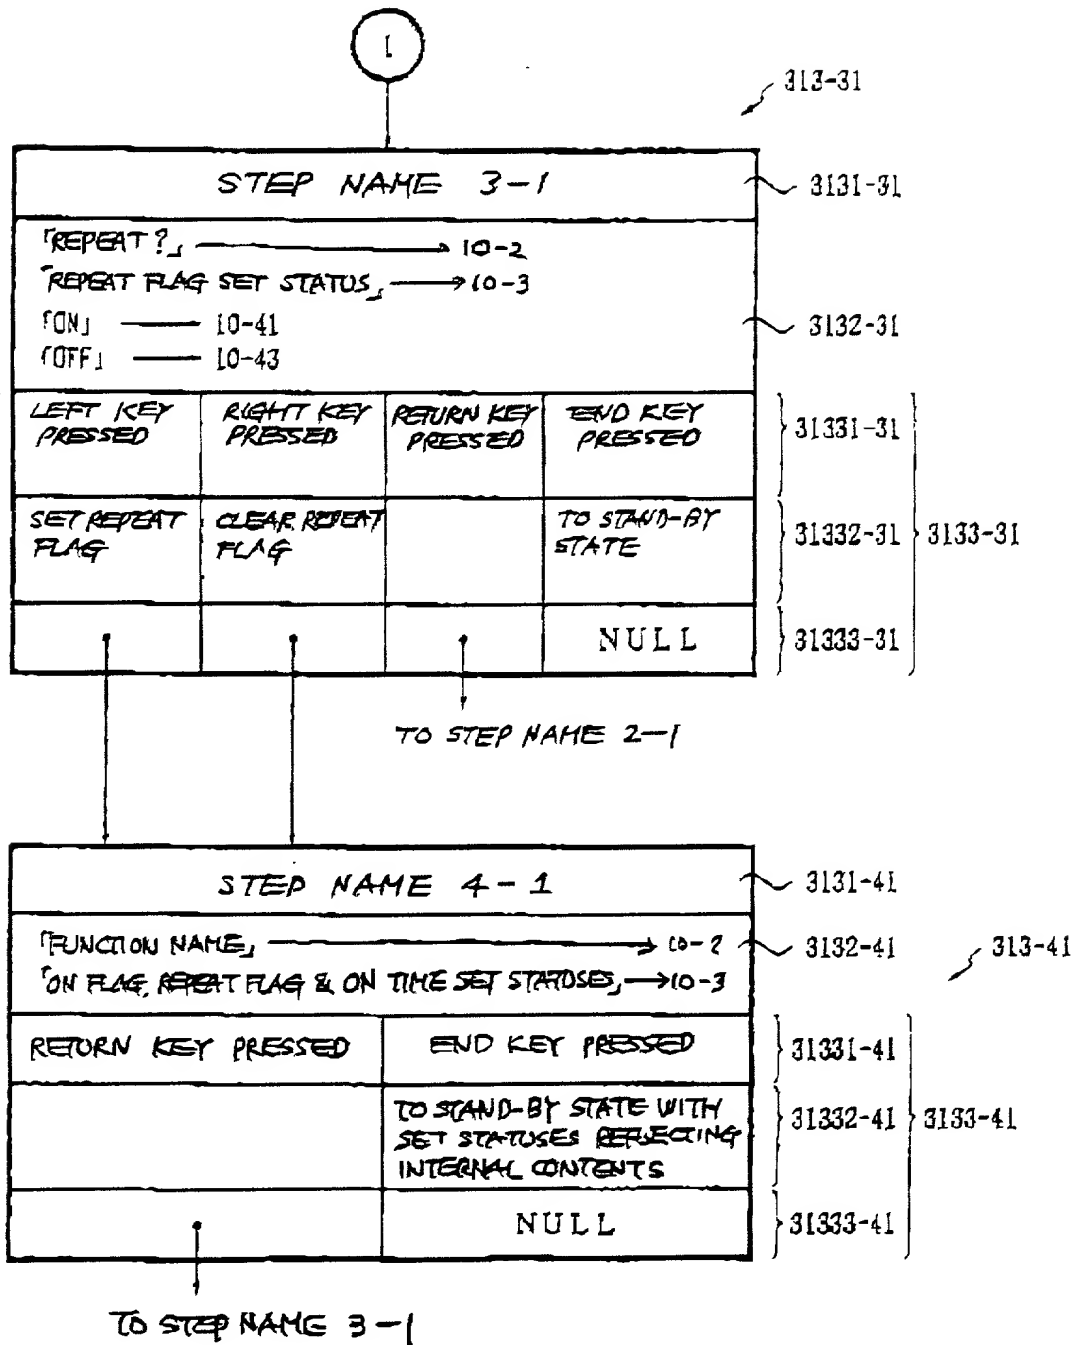 1
313-31
STEP NAME 3-1
3131-31
「REPEAT?」 10-2
「REPEAT FLAG SET STATUS」 10-3
「ON」 10-41
3132-31
「OFF」 10-43
LEFT KEY PRESSED
RIGHT KEY PRESSED
RETURN KEY PRESSED
END KEY PRESSED
31331-31
SET REPEAT FLAG
CLEAR REPEAT FLAG
TO STAND-BY STATE
31332-31
3133-31
NULL
31333-31
TO STEP NAME 2-1
STEP NAME 4-1
3131-41
「FUNCTION NAME」 10-2
3132-41
313-41
「ON FLAG, REPEAT FLAG & ON TIME SET STATUSES」 10-3
RETURN KEY PRESSED
END KEY PRESSED
31331-41
TO STAND-BY STATE WITH
SET STATUSES REFLECTING
INTERNAL CONTENTS
31332-41
3133-41
NULL
31333-41
TO STEP NAME 3-1